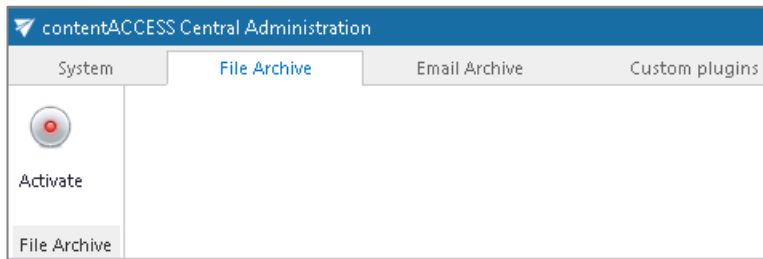 contentACCESS Central Administration
System File Archive Email Archive Custom plugins
Activate
File Archive